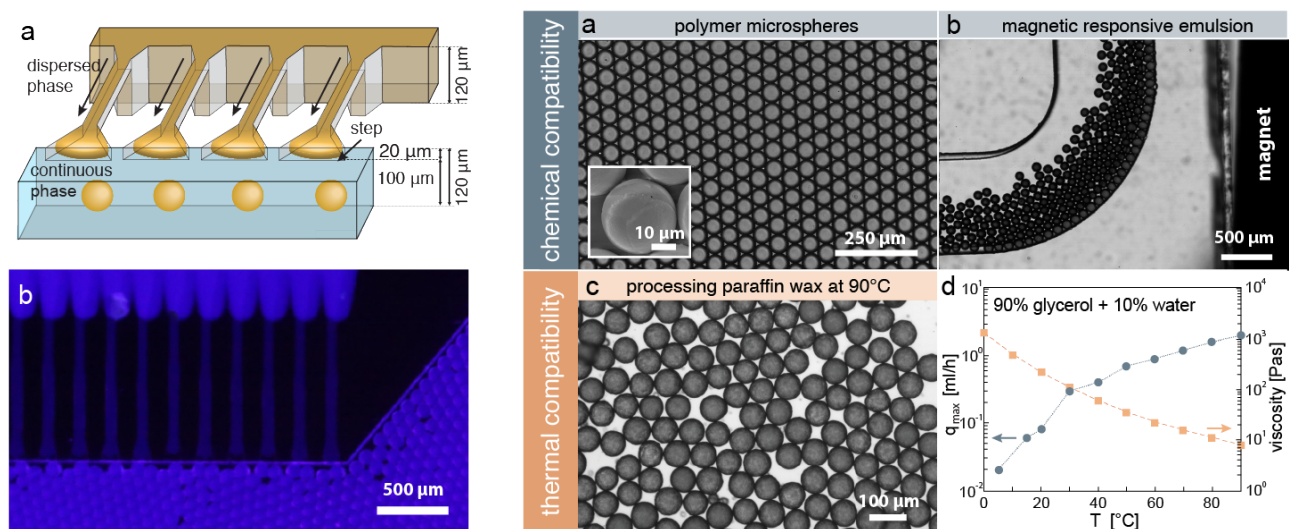 a
dispersed
phase
120 µm
step
20 µm
continuous
phase
100 µm
120 µm
b
500 µm
chemical compatibility
a
polymer microspheres
10 µm
250 µm
b
magnetic responsive emulsion
magnet
500 µm
thermal compatibility
c
processing paraffin wax at 90°C
100 µm
d
90% glycerol + 10% water
10¹
10⁰
10⁻¹
10⁻²
q_max [ml/h]
10⁴
10³
10²
10¹
10⁰
viscosity [Pas]
0 20 40 60 80
T [°C]